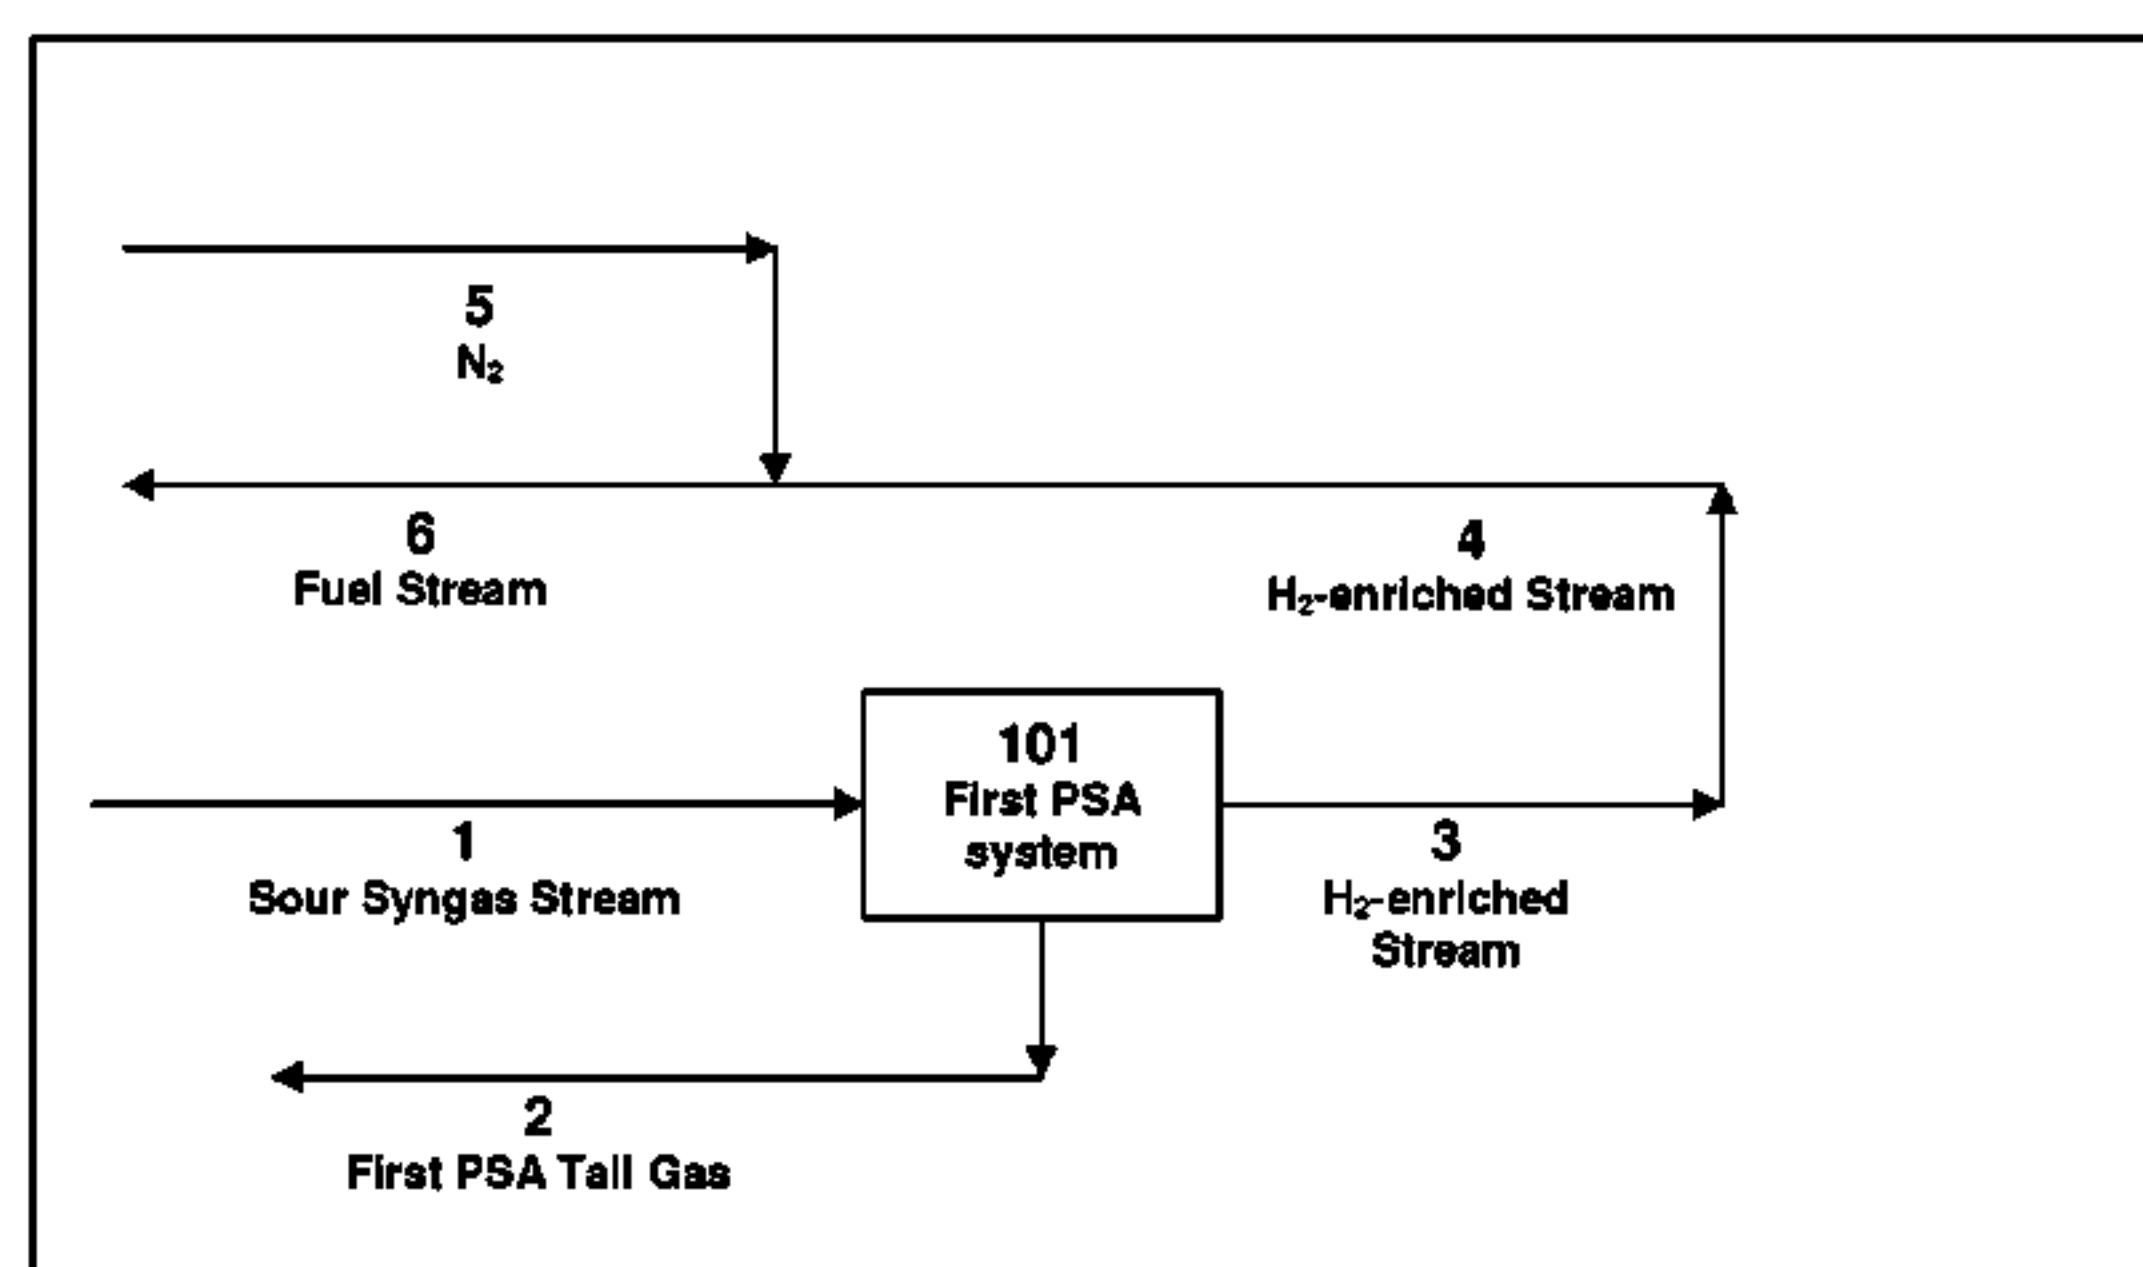 5
N₂
6
Fuel Stream
4
H₂-enriched Stream
101
First PSA
system
1
Sour Syngas Stream
3
H₂-enriched
Stream
2
First PSA Tail Gas